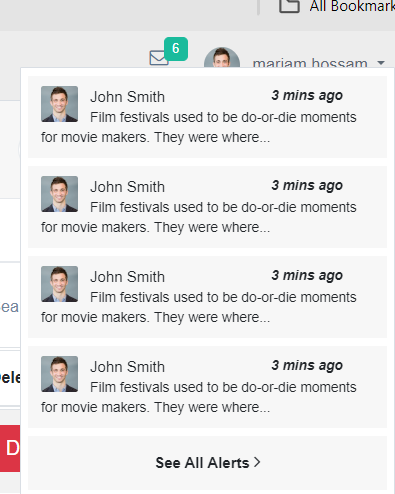 All Bookmark
6
mariam hossam
John Smith 3 mins ago
Film festivals used to be do-or-die moments
for movie makers. They were where...
John Smith 3 mins ago
Film festivals used to be do-or-die moments
for movie makers. They were where...
John Smith 3 mins ago
Film festivals used to be do-or-die moments
for movie makers. They were where...
ea
John Smith 3 mins ago
Film festivals used to be do-or-die moments
for movie makers. They were where...
Dele
D
See All Alerts